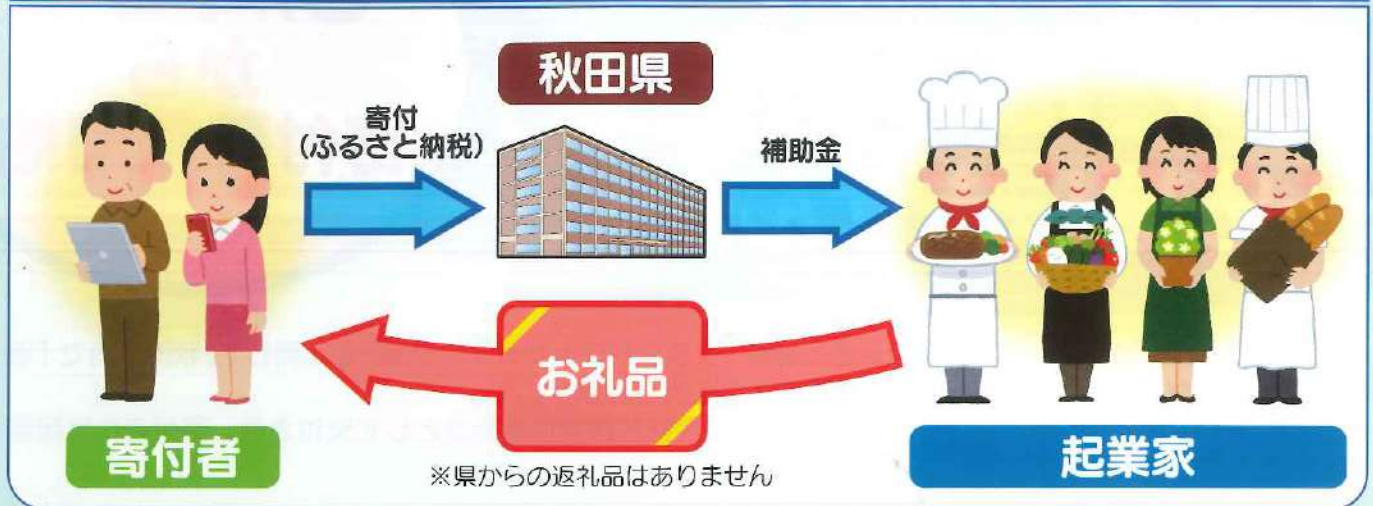 秋田県
寄付
(ふるさと納税)
補助金
お礼品
寄付者
※県からの返礼品はありません
起業家